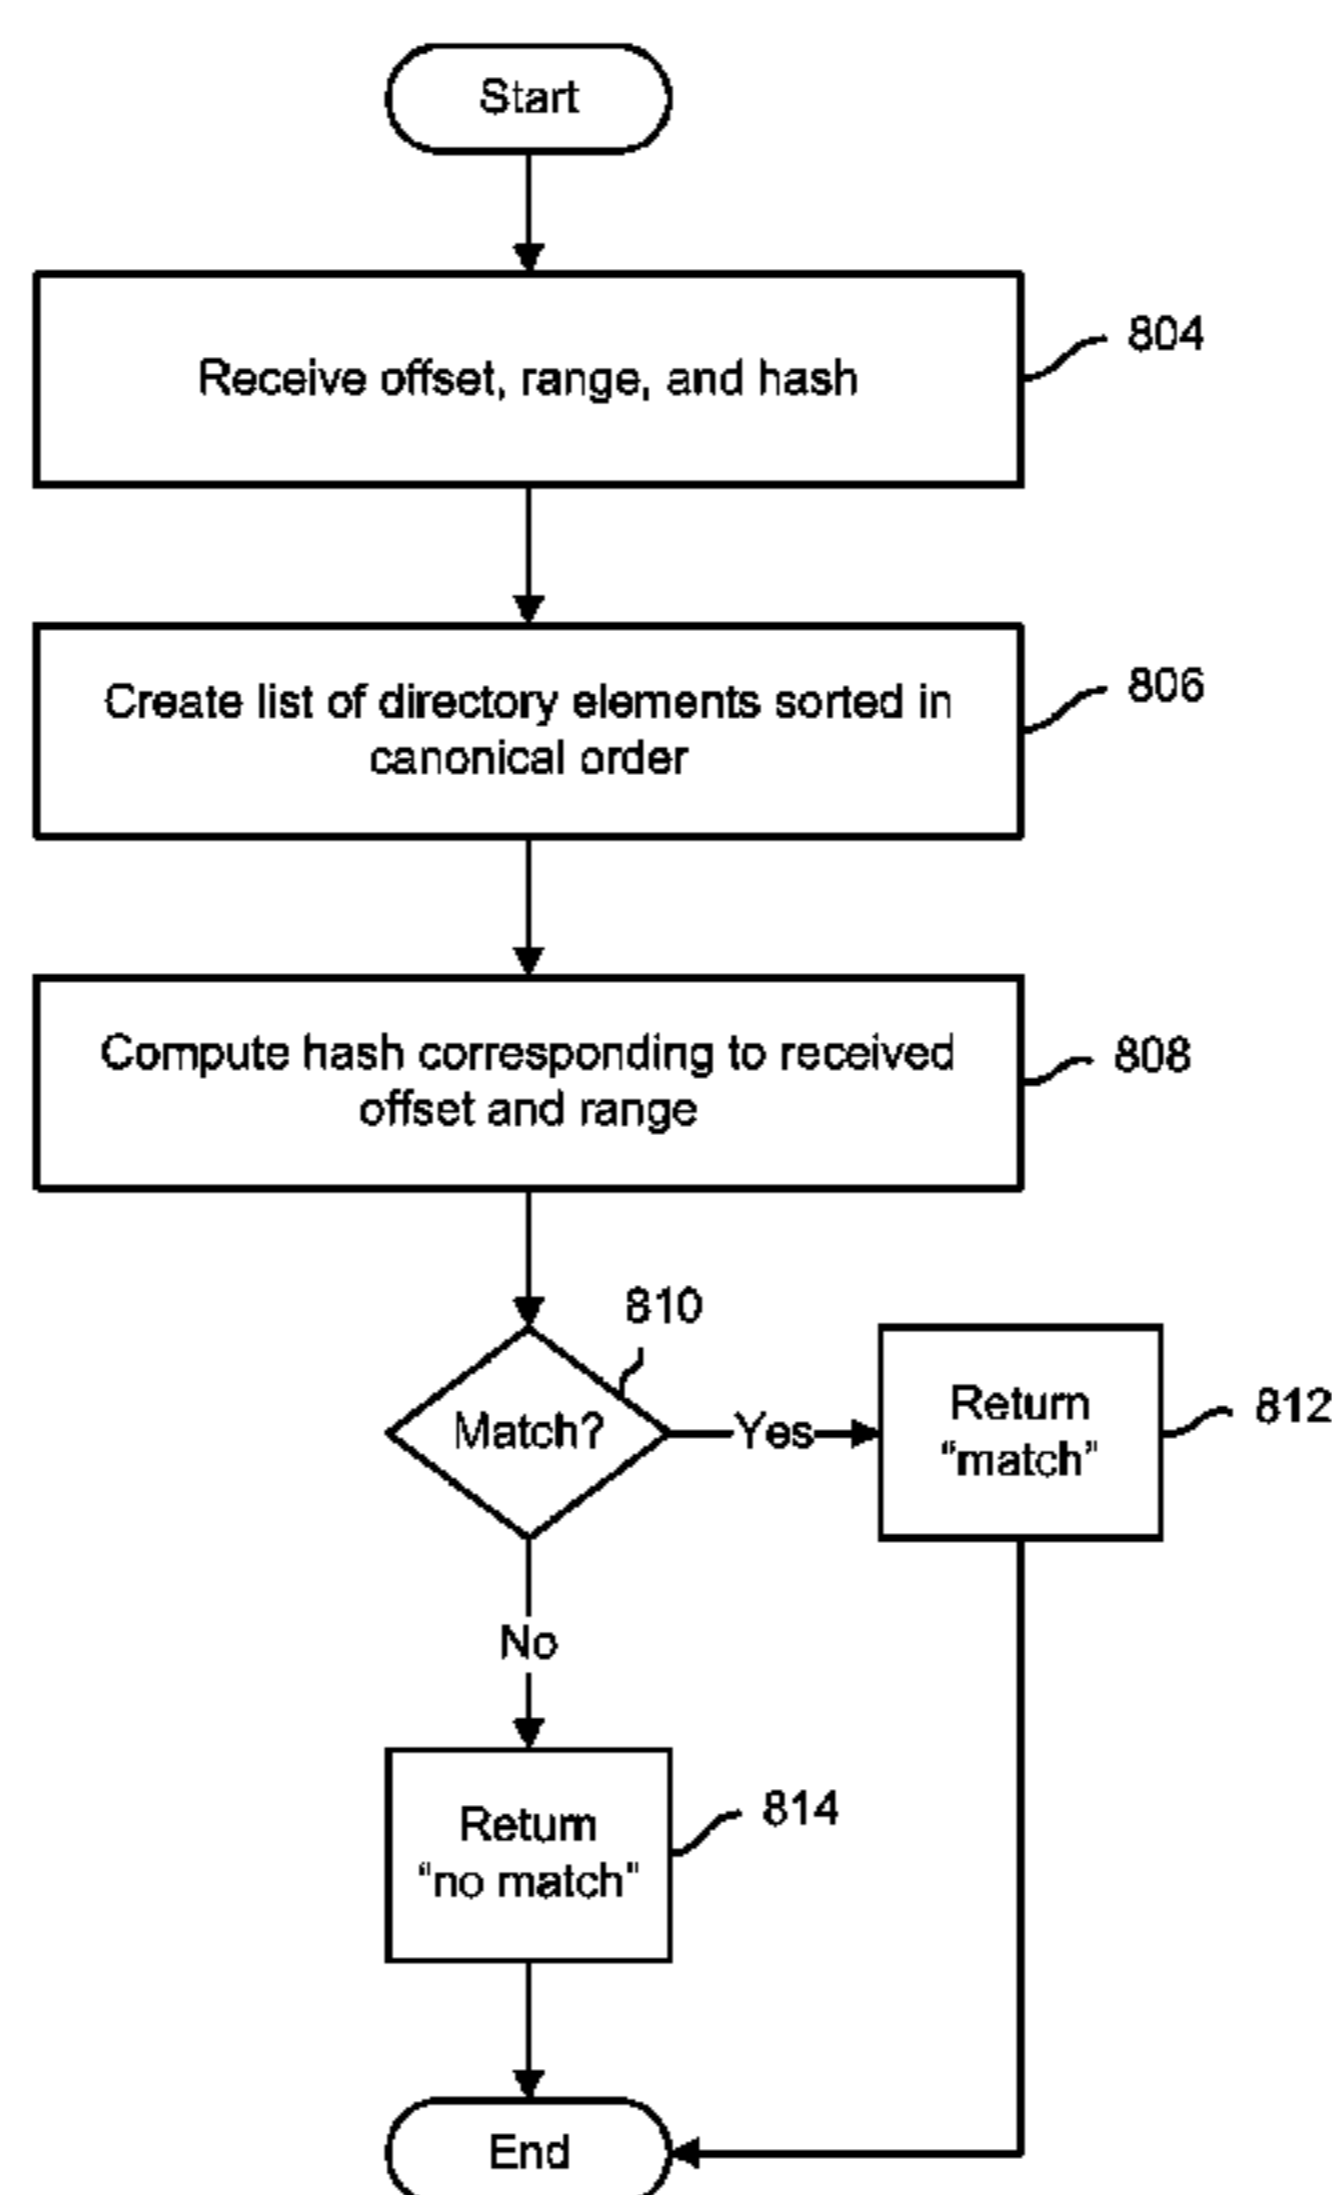 Start
Receive offset, range, and hash
804
Create list of directory elements sorted in
canonical order
806
Compute hash corresponding to received
offset and range
808
810
Match?
Yes
Return
“match”
812
No
Return
“no match”
814
End